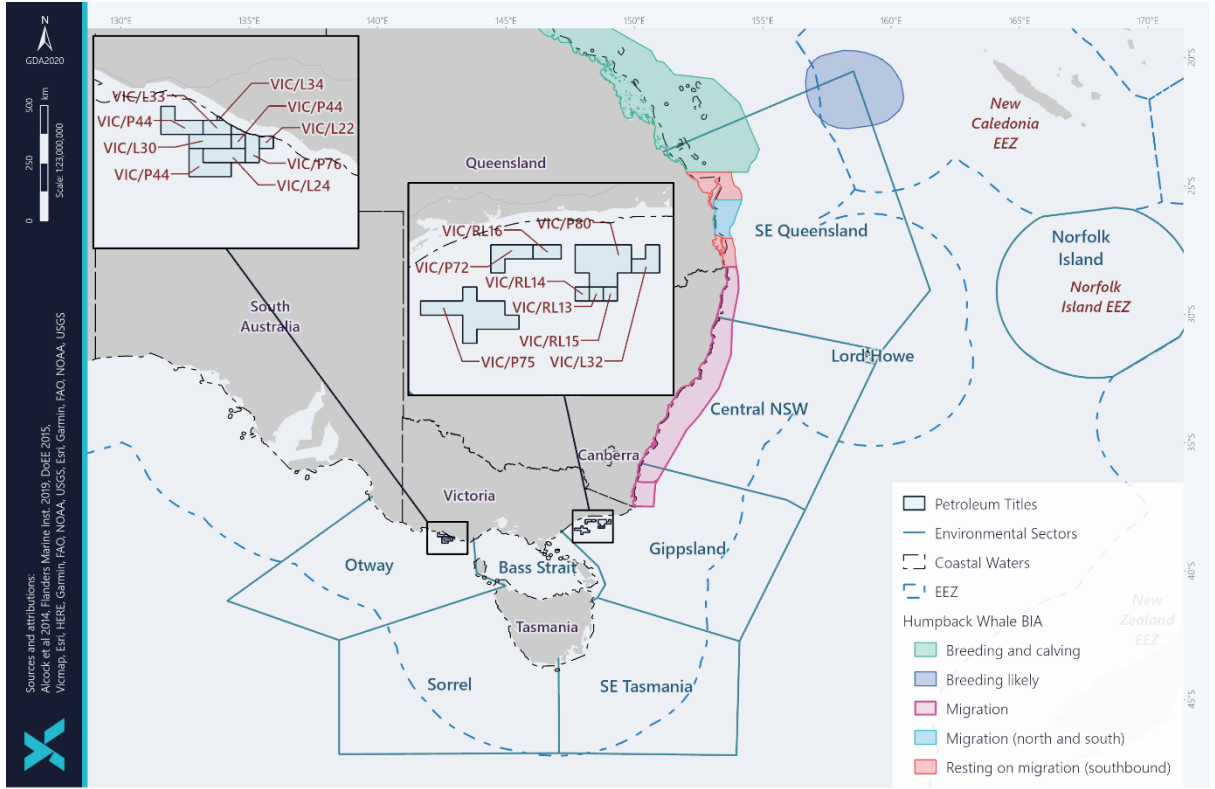 N
GDA2020
500
km
250
0
Scale: 1:23,000,000
Sources and attributions:
Alcock et al 2014, Flanders Marine Inst. 2019, DoEE 2015,
Vicmap, Esri, HERE, Garmin, FAO, NOAA, USGS, Esri, Garmin, FAO, NOAA, USGS
130°E
135°E
140°E
145°E
150°E
155°E
160°E
165°E
170°E
20°S
25°S
30°S
35°S
40°S
45°S
VIC/L34
VIC/L33
VIC/P44
VIC/P44
VIC/L22
VIC/L30
VIC/P76
VIC/P44
VIC/L24
Queensland
VIC/P80
VIC/RL16
VIC/P72
VIC/RL14
VIC/RL13
VIC/RL15
VIC/P75
VIC/L32
South
Australia
New
Caledonia
EEZ
SE Queensland
Norfolk
Island
Norfolk
Island EEZ
Lord Howe
Central NSW
Canberra
Victoria
Gippsland
Otway
Bass Strait
Tasmania
Sorrel
SE Tasmania
New
Zealand
EEZ
Petroleum Titles
Environmental Sectors
Coastal Waters
EEZ
Humpback Whale BIA
Breeding and calving
Breeding likely
Migration
Migration (north and south)
Resting on migration (southbound)